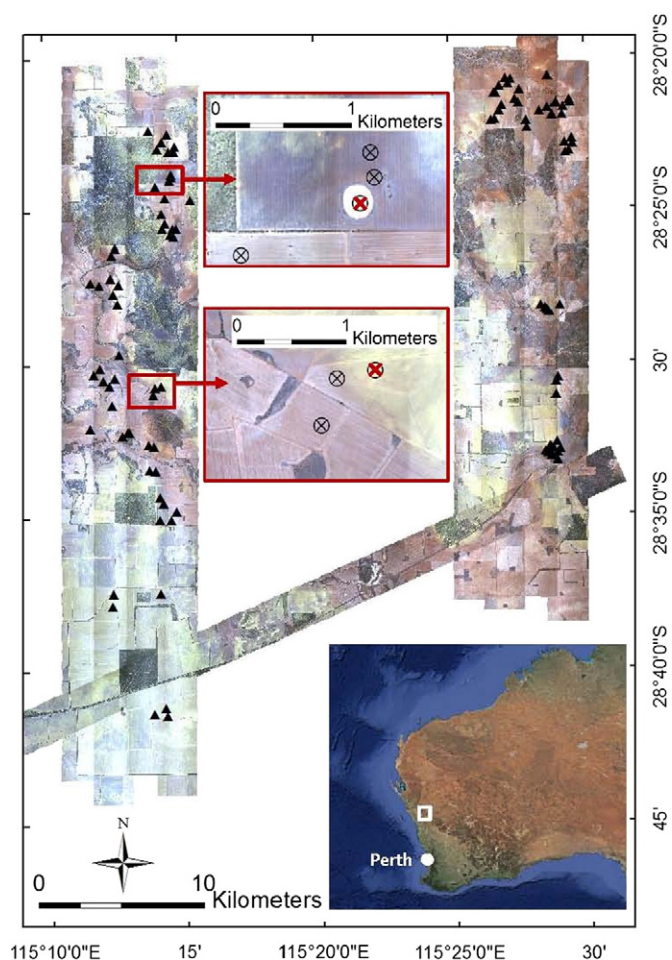 28°20'0"S
0 1
Kilometers
28°25'0"S
0 1
Kilometers
30'
28°35'0"S
28°40'0"S
Perth
45'
N
0 10
Kilometers
115°10'0"E 15' 115°20'0"E 115°25'0"E 30'